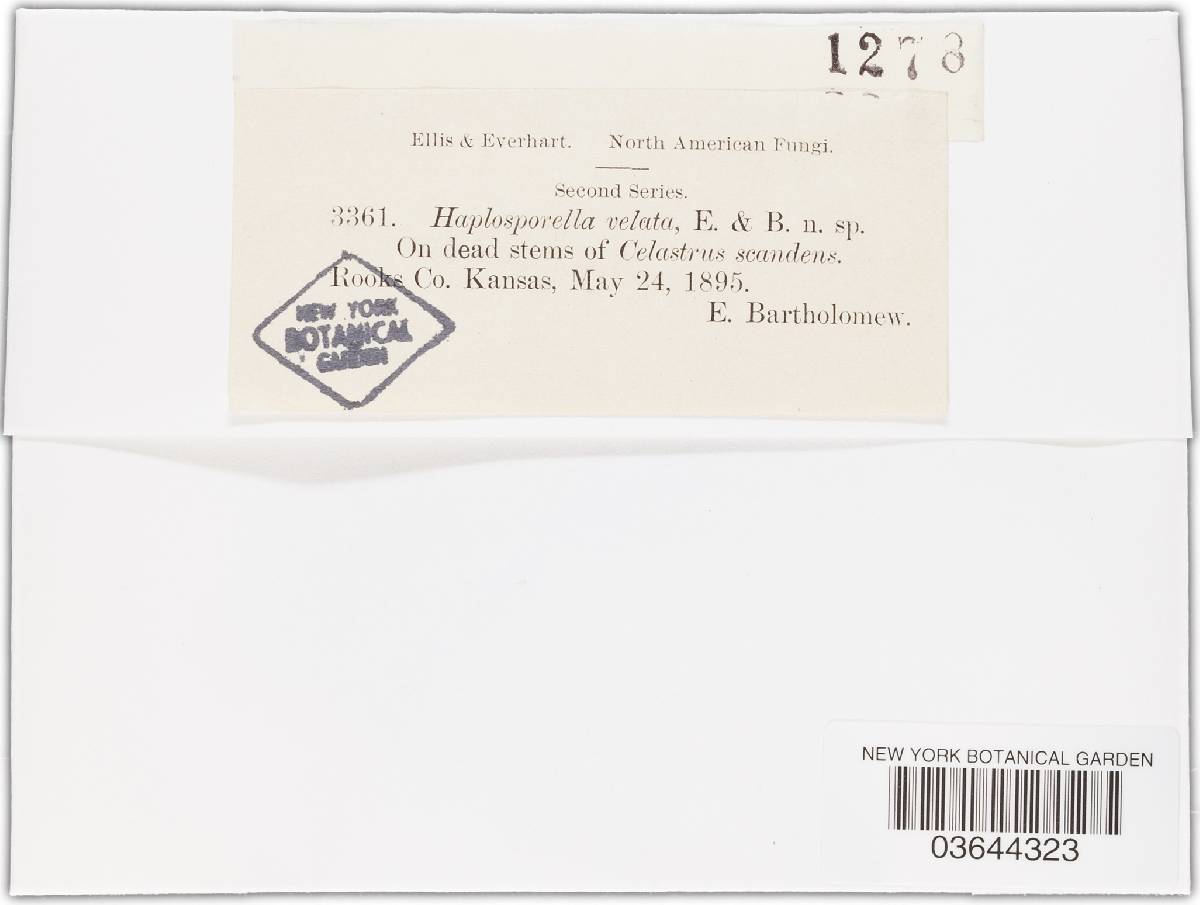 1278
Ellis & Everhart. North American Fungi.
Second Series.
3361. Haplosporella velata, E. & B. n. sp.
On dead stems of Celastrus scandens.
Rooks Co. Kansas, May 24, 1895.
E. Bartholomew.
NEW YORK
BOTANICAL
GARDEN
NEW YORK BOTANICAL GARDEN
03644323